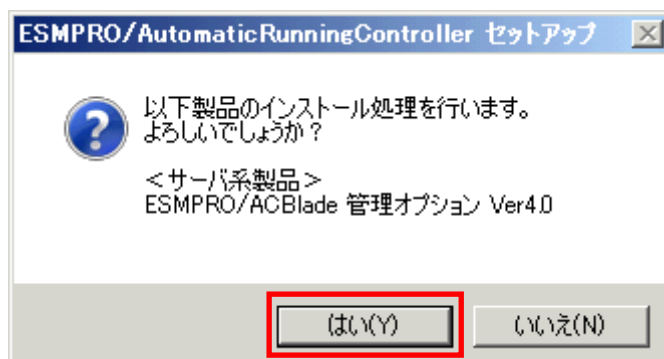 ESMPRO/AutomaticRunningController セットアップ
以下製品のインストール処理を行います。
よろしいでしょうか？
＜サーバ系製品＞
ESMPRO/ACBlade 管理オプション Ver4.0
はい(Y)
いいえ(N)